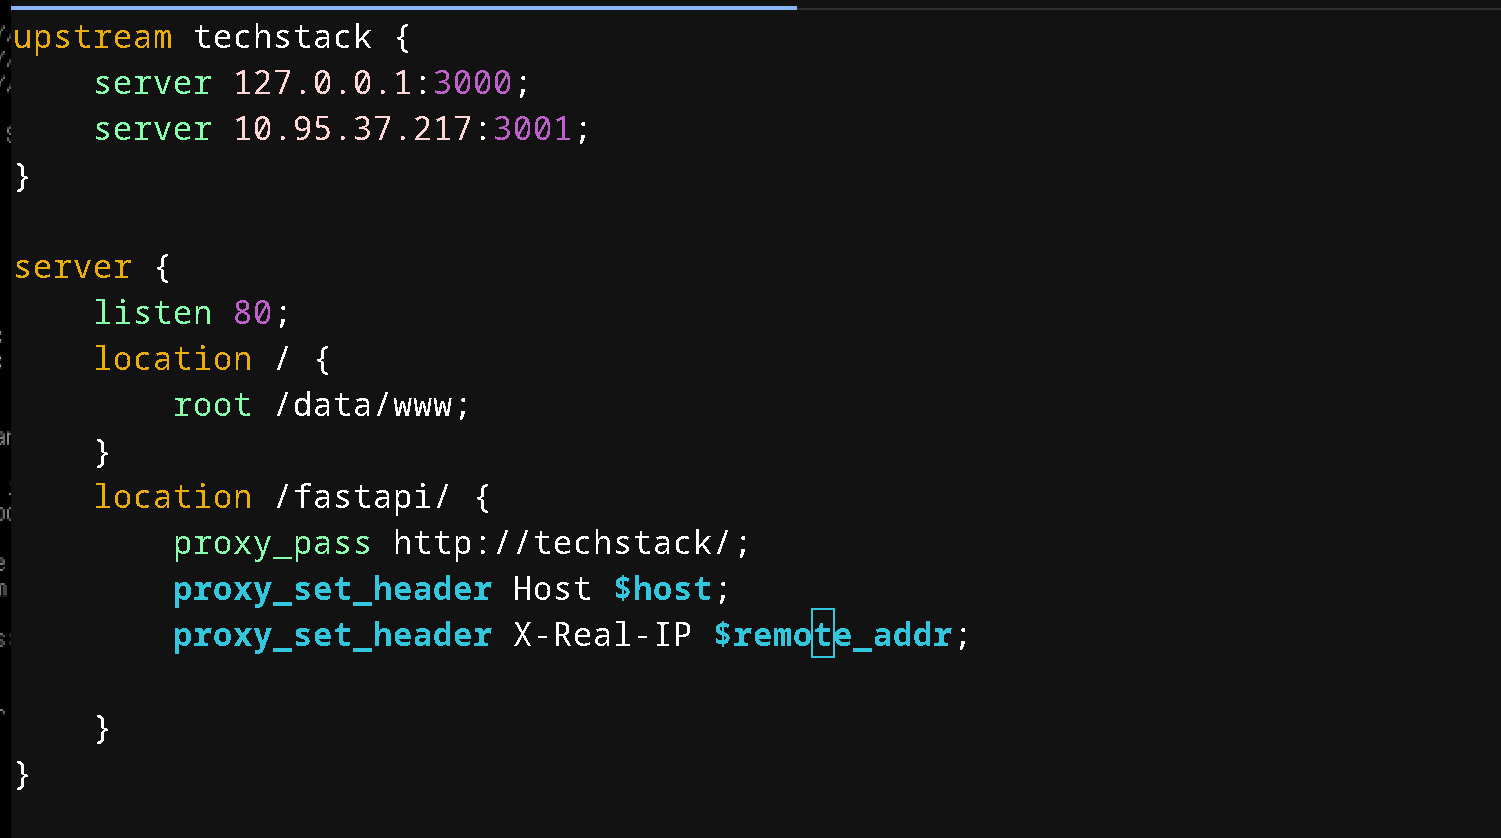 upstream techstack {
    server 127.0.0.1:3000;
    server 10.95.37.217:3001;
}

server {
    listen 80;
    location / {
        root /data/www;
    }
    location /fastapi/ {
        proxy_pass http://techstack/;
        proxy_set_header Host $host;
        proxy_set_header X-Real-IP $remote_addr;

    }
}